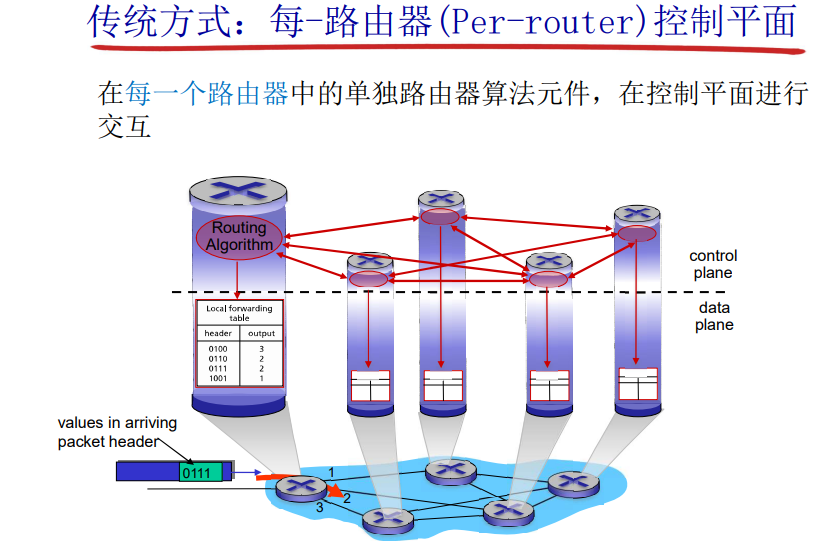 传统方式：每-路由器(Per-router)控制平面
在每一个路由器中的单独路由器算法元件，在控制平面进行
交互
Routing
Algorithm
control
plane
data
plane
Local forwarding
table
header output
0100 3
0110 2
0111 2
1001 1
values in arriving
packet header
0111
1
2
3